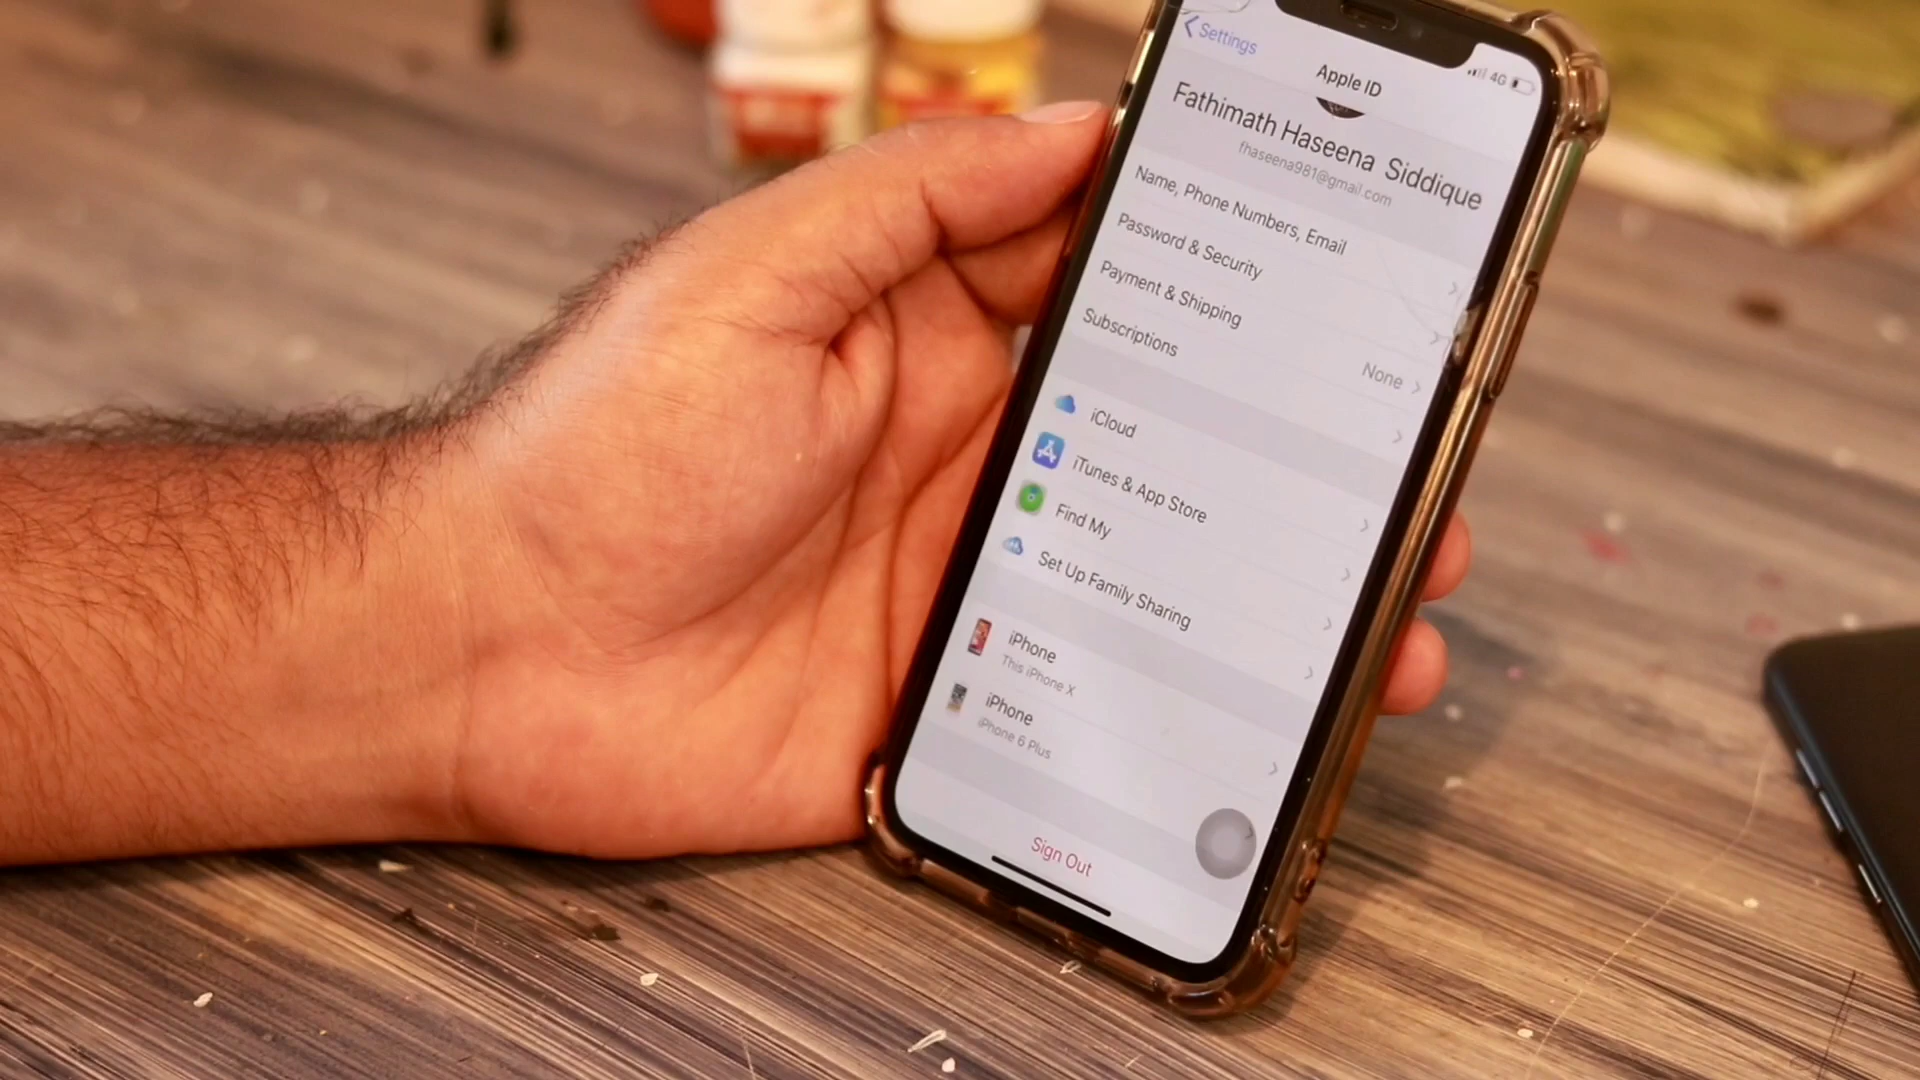 Settings
4G
Apple ID
Fathimath Haseena Siddique
fhaseena981@gmail.com
Name, Phone Numbers, Email
Password & Security
Payment & Shipping
None
Subscriptions
iCloud
iTunes & App Store
Find My
Set Up Family Sharing
iPhone
This iPhone X
iPhone
iPhone 6 Plus
Sign Out